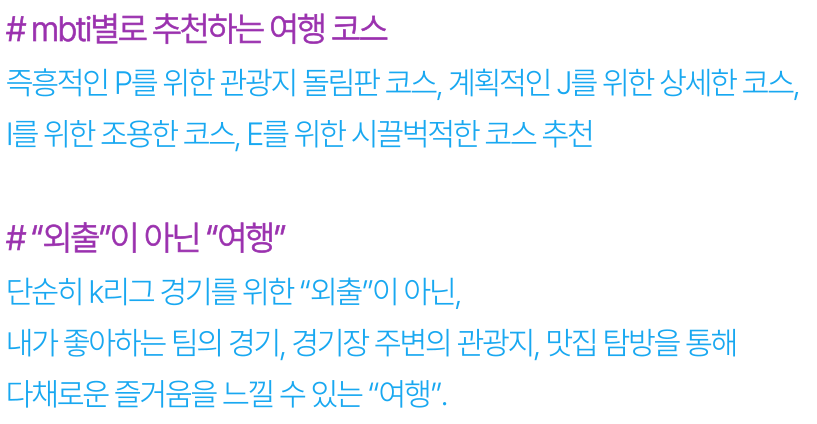 # mbti별로 추천하는 여행 코스
즉흥적인 P를 위한 관광지 돌림판 코스, 계획적인 J를 위한 상세한 코스,
I를 위한 조용한 코스, E를 위한 시끌벅적한 코스 추천
# “외출”이 아닌 “여행”
단순히 k리그 경기를 위한 “외출”이 아닌,
내가 좋아하는 팀의 경기, 경기장 주변의 관광지, 맛집 탐방을 통해
다채로운 즐거움을 느낄 수 있는 “여행”.